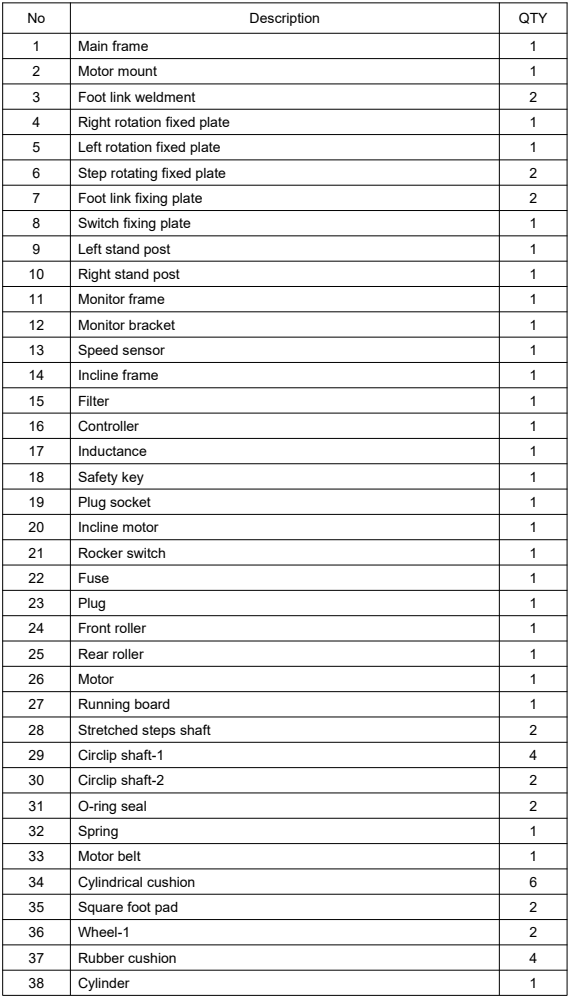 No Description QTY
1 Main frame 1
2 Motor mount 1
3 Foot link weldment 2
4 Right rotation fixed plate 1
5 Left rotation fixed plate 1
6 Step rotating fixed plate 2
7 Foot link fixing plate 2
8 Switch fixing plate 1
9 Left stand post 1
10 Right stand post 1
11 Monitor frame 1
12 Monitor bracket 1
13 Speed sensor 1
14 Incline frame 1
15 Filter 1
16 Controller 1
17 Inductance 1
18 Safety key 1
19 Plug socket 1
20 Incline motor 1
21 Rocker switch 1
22 Fuse 1
23 Plug 1
24 Front roller 1
25 Rear roller 1
26 Motor 1
27 Running board 1
28 Stretched steps shaft 2
29 Circlip shaft-1 4
30 Circlip shaft-2 2
31 O-ring seal 2
32 Spring 1
33 Motor belt 1
34 Cylindrical cushion 6
35 Square foot pad 2
36 Wheel-1 2
37 Rubber cushion 4
38 Cylinder 1